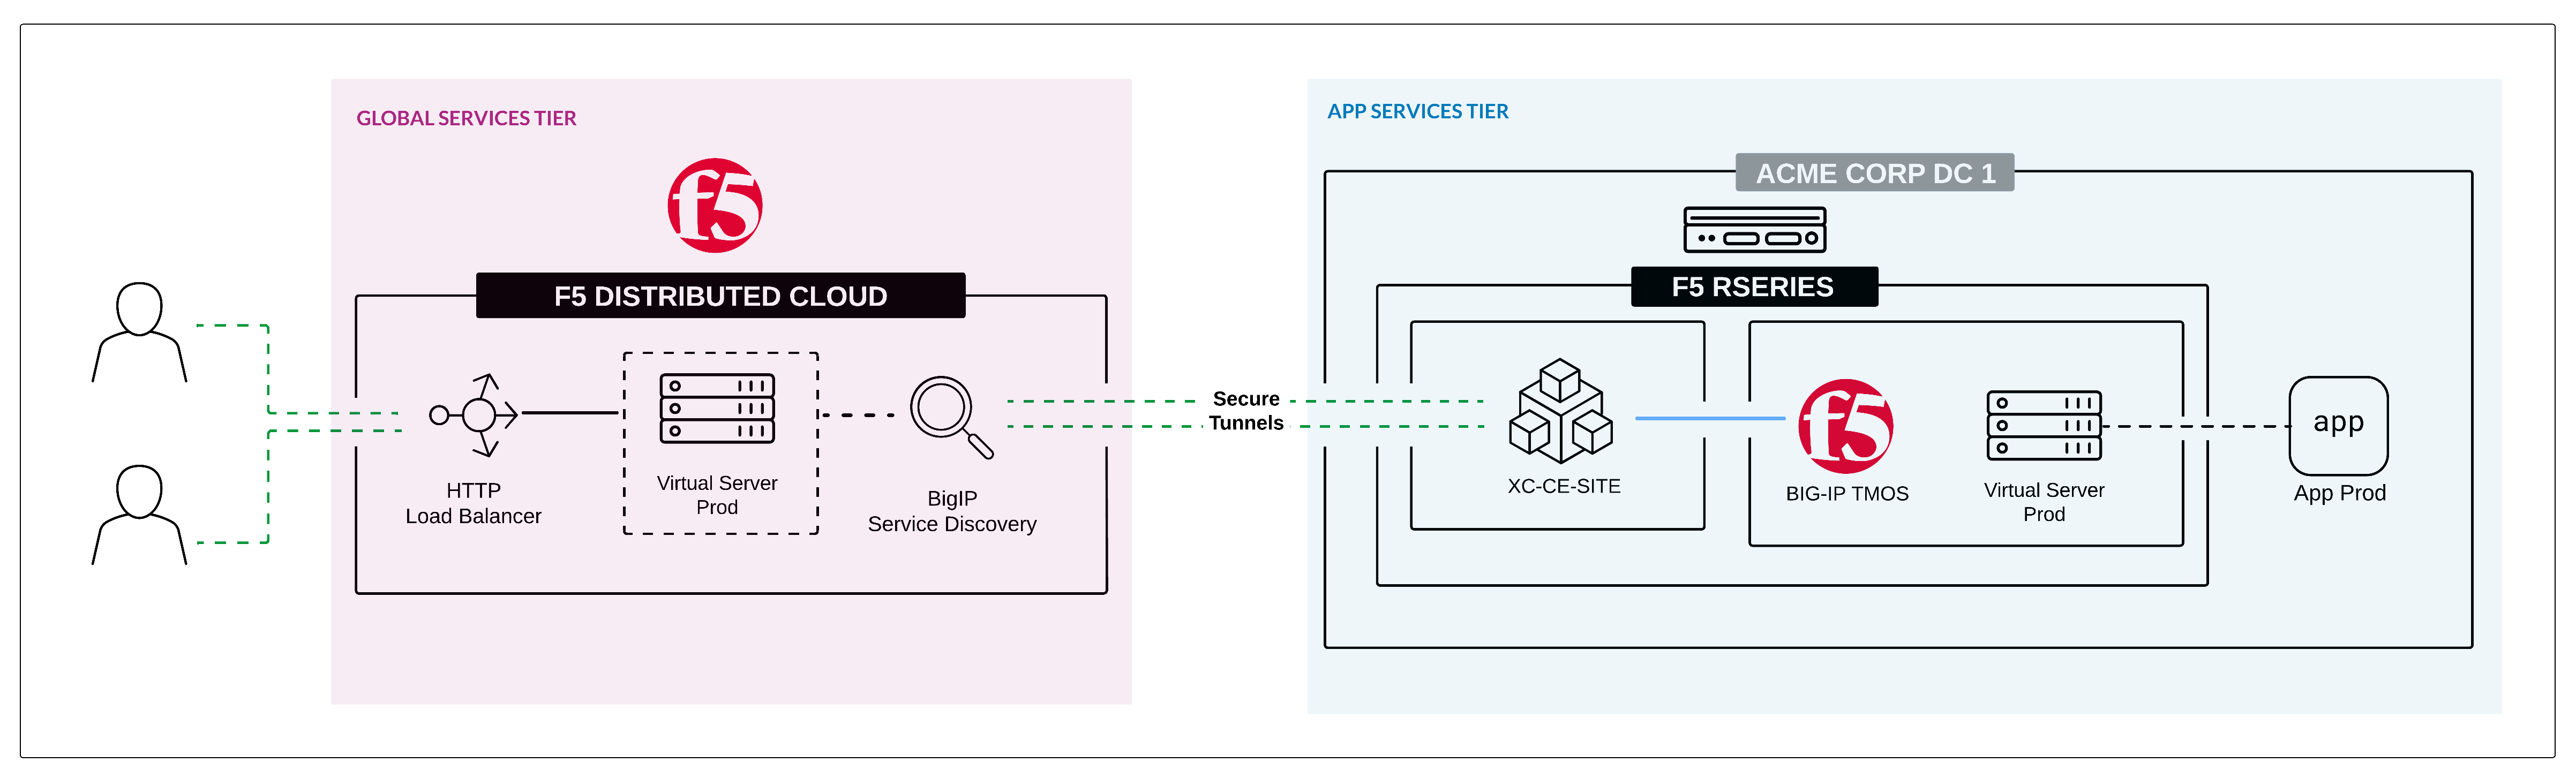 GLOBAL SERVICES TIER
f5
F5 DISTRIBUTED CLOUD
HTTP
Load Balancer
Virtual Server
Prod
BigIP
Service Discovery
Secure
Tunnels
APP SERVICES TIER
ACME CORP DC 1
F5 RSERIES
XC-CE-SITE
f5
BIG-IP TMOS
Virtual Server
Prod
app
App Prod